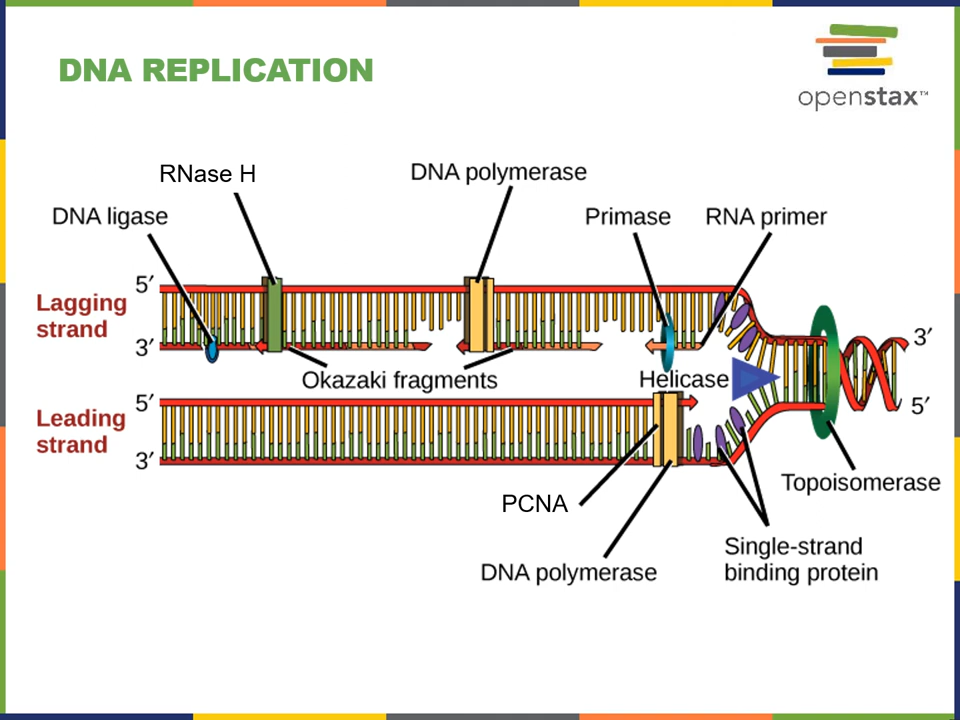 DNA REPLICATION
openstax™
RNase H
DNA polymerase
DNA ligase
Primase
RNA primer
5′
Lagging
strand
3′
3′
Okazaki fragments
Helicase
5′
5′
Leading
strand
3′
Topoisomerase
PCNA
Single-strand
binding protein
DNA polymerase